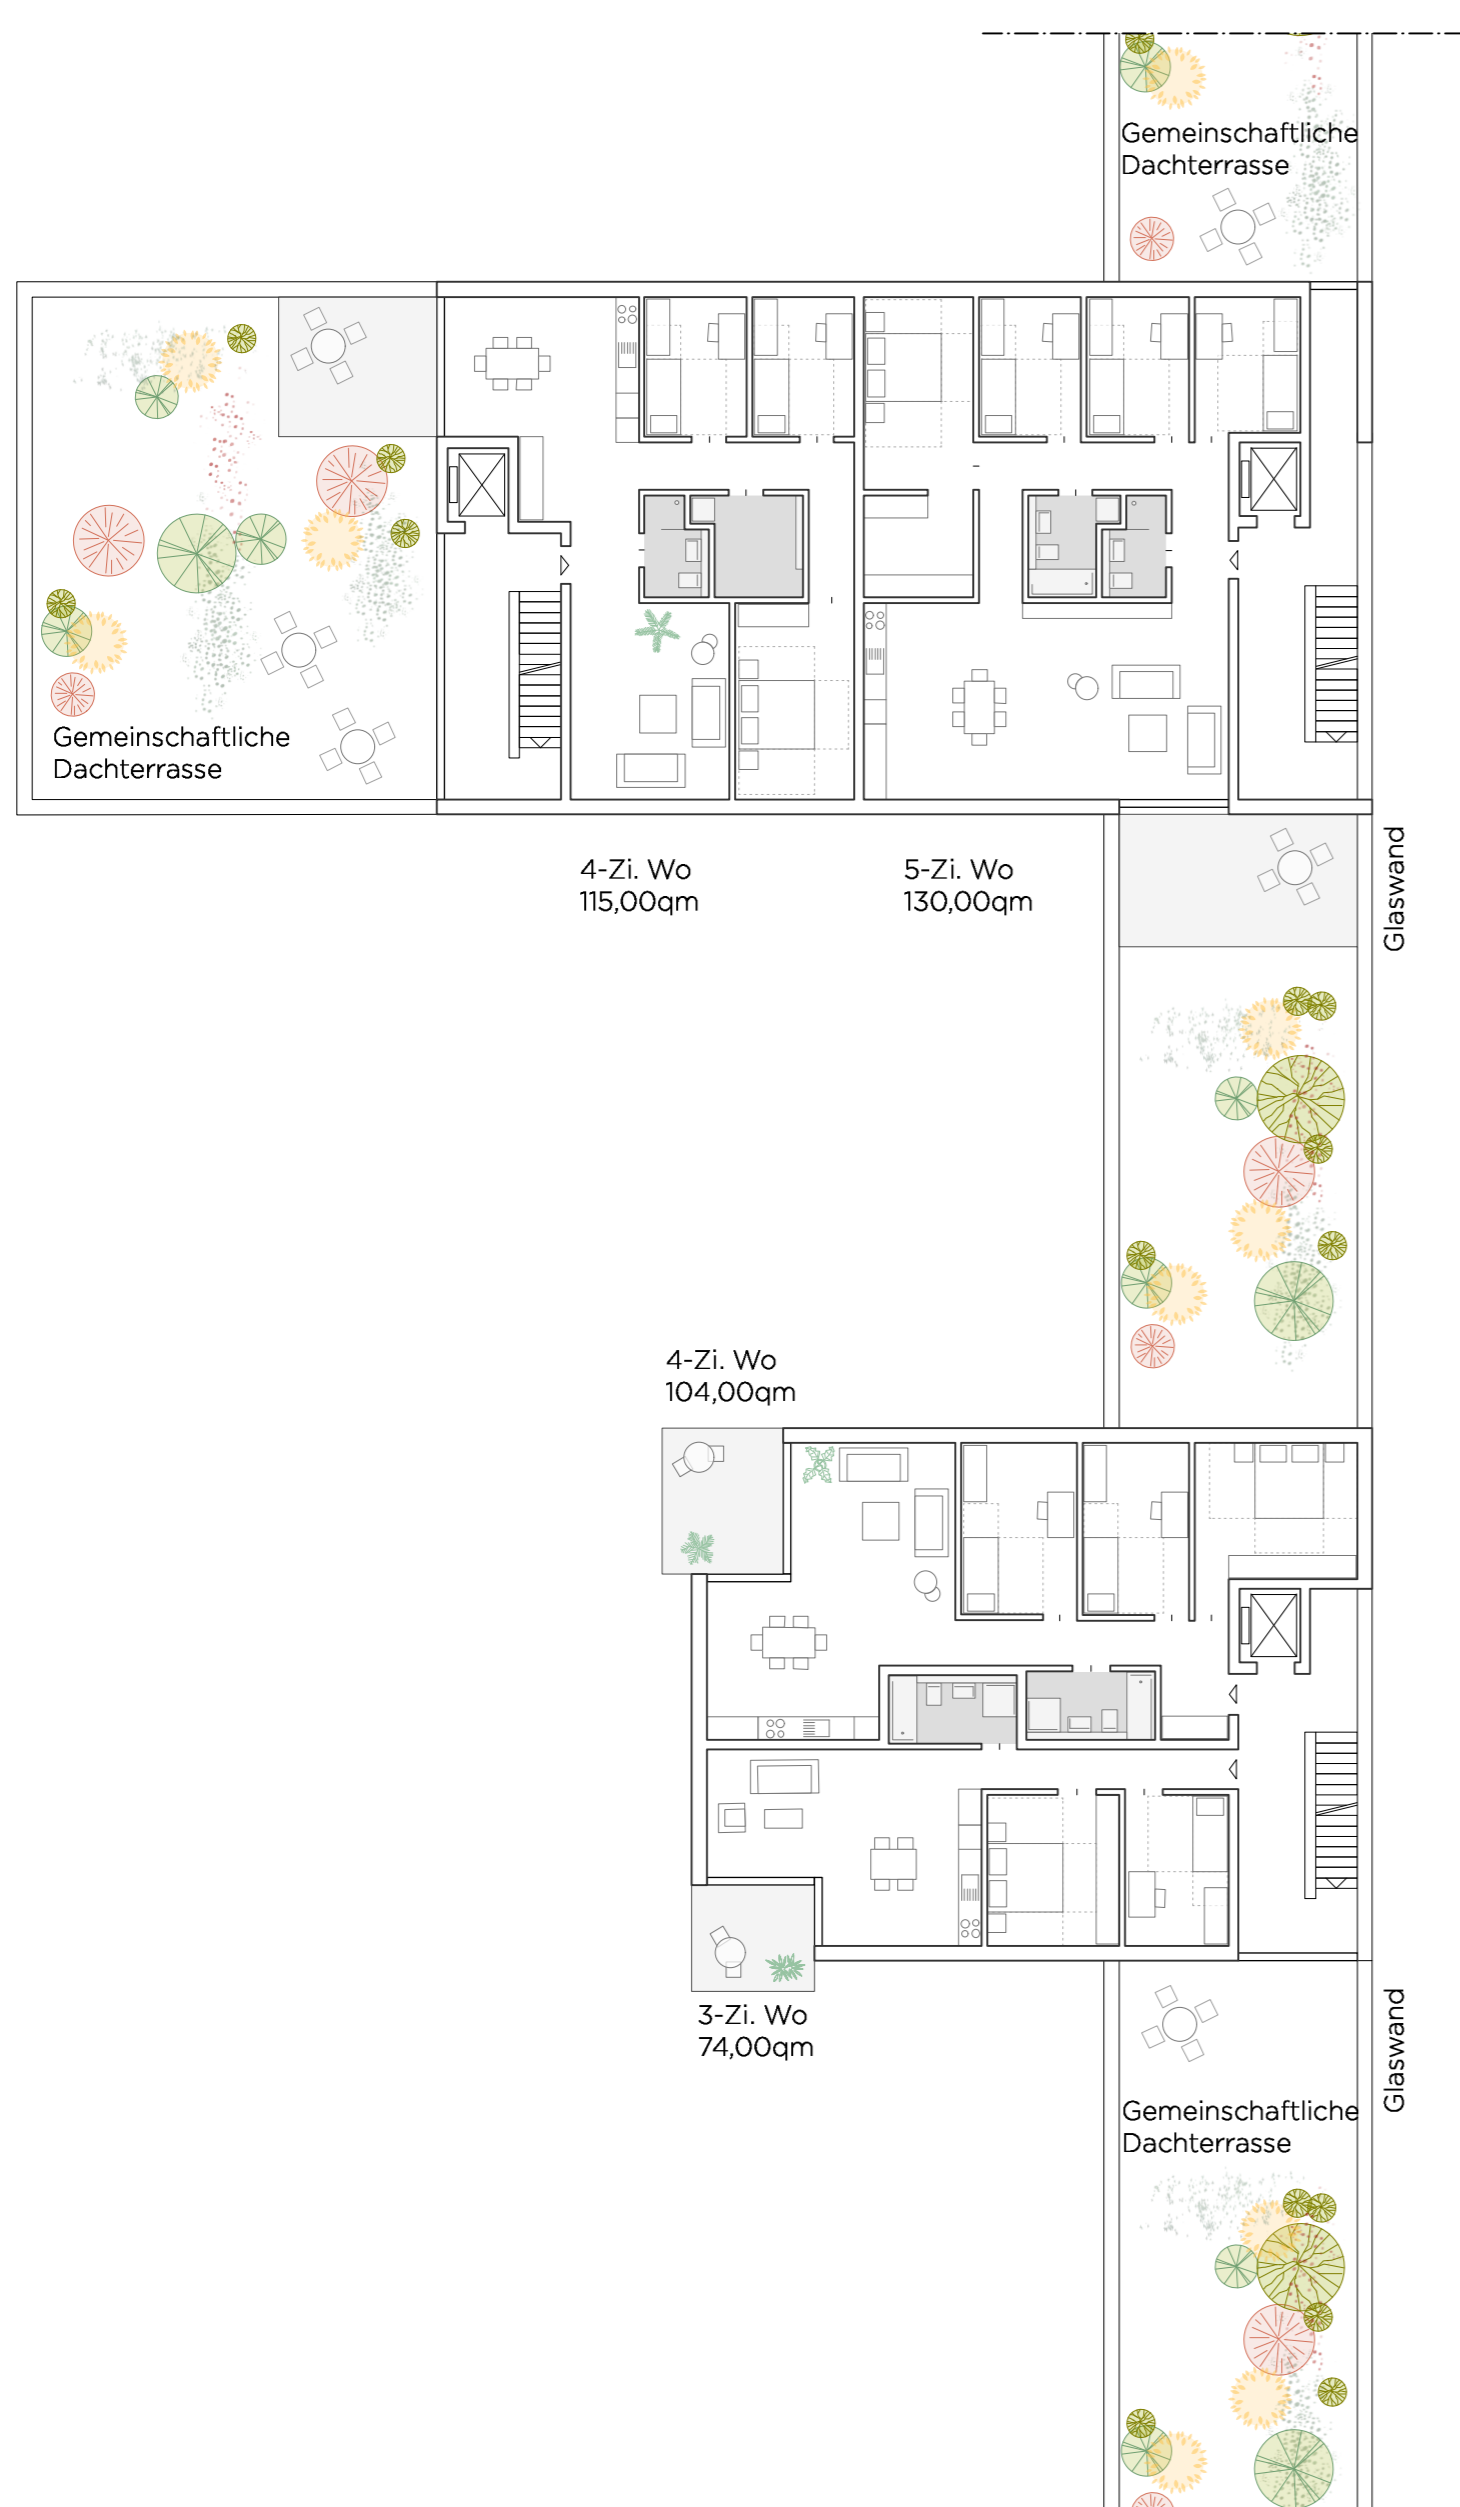 Gemeinschaftliche
Dachterrasse
Gemeinschaftliche
Dachterrasse
4-Zi. Wo
115,00qm
5-Zi. Wo
130,00qm
Glaswand
4-Zi. Wo
104,00qm
3-Zi. Wo
74,00qm
Glaswand
Gemeinschaftliche
Dachterrasse